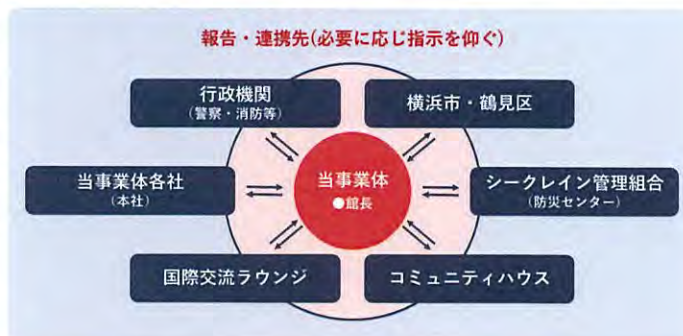 報告・連携先(必要に応じ指示を仰ぐ)
行政機関
(警察・消防等)
横浜市・鶴見区
当事業体各社
(本社)
当事業体
●館長
シークレイン管理組合
(防災センター)
国際交流ラウンジ
コミュニティハウス